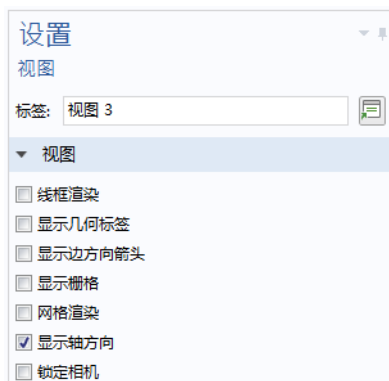 设置
视图
标签: 视图 3
视图
线框渲染
显示几何标签
显示边方向箭头
显示栅格
网格渲染
显示轴方向
锁定相机